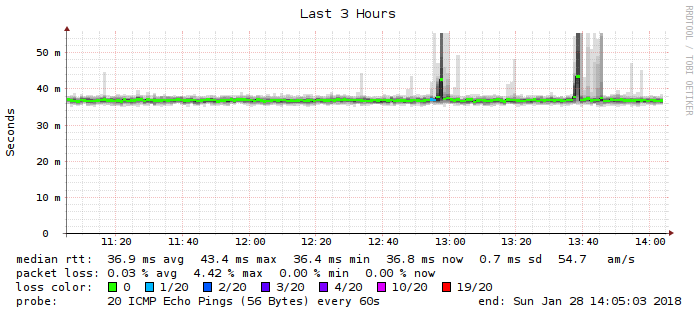 Last 3 Hours
RRDTOOL / TOBI OETIKER
Seconds
50 m
40 m
30 m
20 m
10 m
0
11:20 11:40 12:00 12:20 12:40 13:00 13:20 13:40 14:00
median rtt: 36.9 ms avg 43.4 ms max 36.4 ms min 36.8 ms now 0.7 ms sd 54.7 am/s
packet loss: 0.03 % avg 4.42 % max 0.00 % min 0.00 % now
loss color: 0 1/20 2/20 3/20 4/20 10/20 19/20
probe: 20 ICMP Echo Pings (56 Bytes) every 60s end: Sun Jan 28 14:05:03 2018